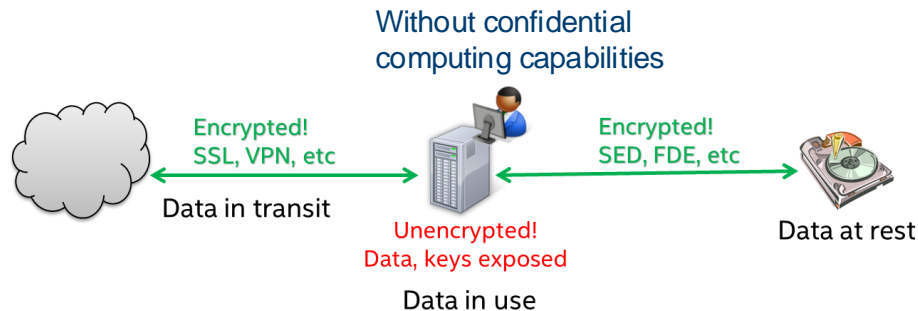 Without confidential
computing capabilities
Encrypted!
SSL, VPN, etc
Data in transit
Unencrypted!
Data, keys exposed
Data in use
Encrypted!
SED, FDE, etc
Data at rest